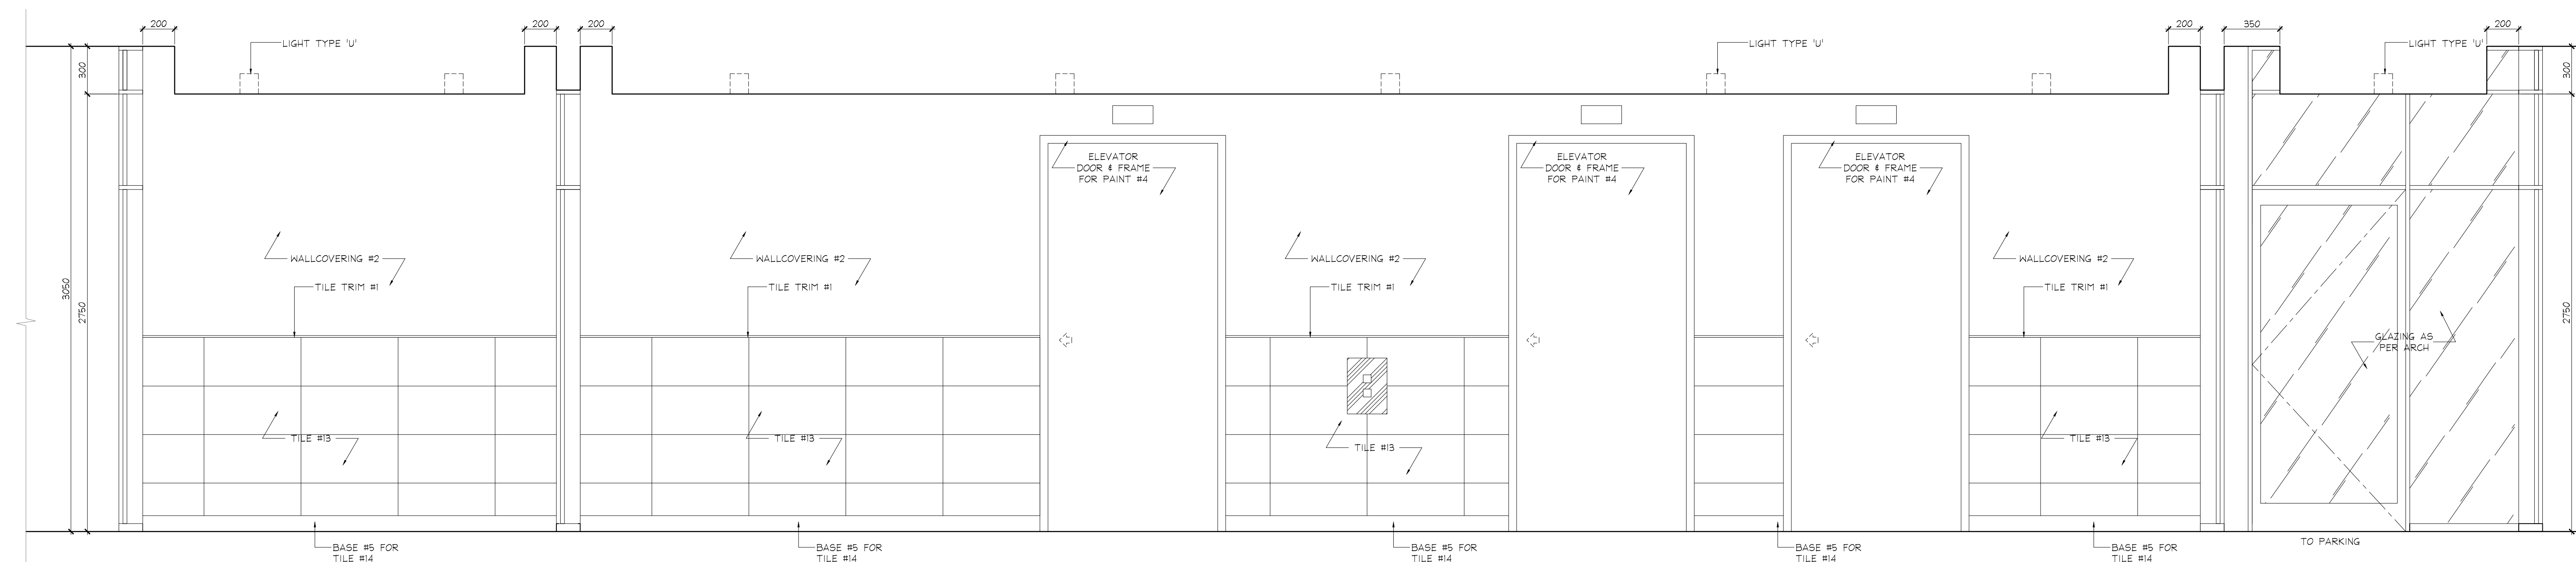 200
200
200
200
350
200
LIGHT TYPE 'U'
LIGHT TYPE 'U'
LIGHT TYPE 'U'
300
300
3050
2750
2750
ELEVATOR
DOOR & FRAME
FOR PAINT #4
ELEVATOR
DOOR & FRAME
FOR PAINT #4
ELEVATOR
DOOR & FRAME
FOR PAINT #4
WALLCOVERING #2
WALLCOVERING #2
WALLCOVERING #2
WALLCOVERING #2
TILE TRIM #1
TILE TRIM #1
TILE TRIM #1
TILE TRIM #1
GLAZING AS
PER ARCH
TILE #13
TILE #13
TILE #13
TILE #13
BASE #5 FOR
TILE #14
BASE #5 FOR
TILE #14
BASE #5 FOR
TILE #14
BASE #5 FOR
TILE #14
BASE #5 FOR
TILE #14
TO PARKING